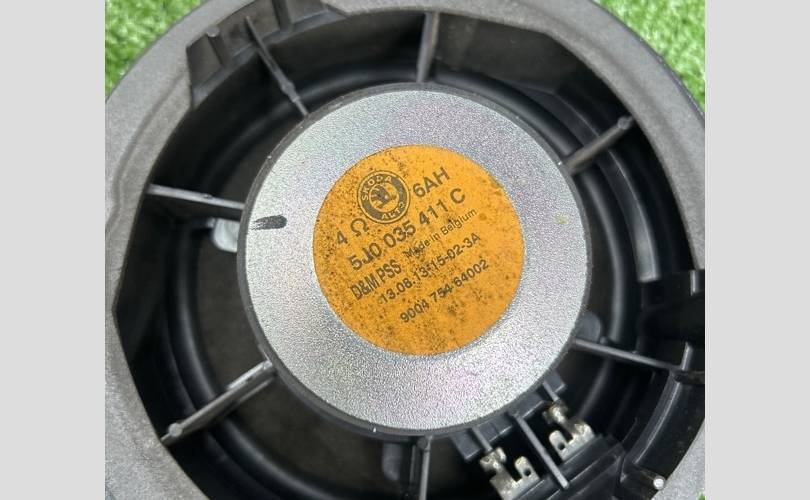 SKODA
AUTO
4 Ω 6AH
5J0 035 411 C
D&M PSS Made in Belgium
13.08.13-15-02-3A
9004 754 64002